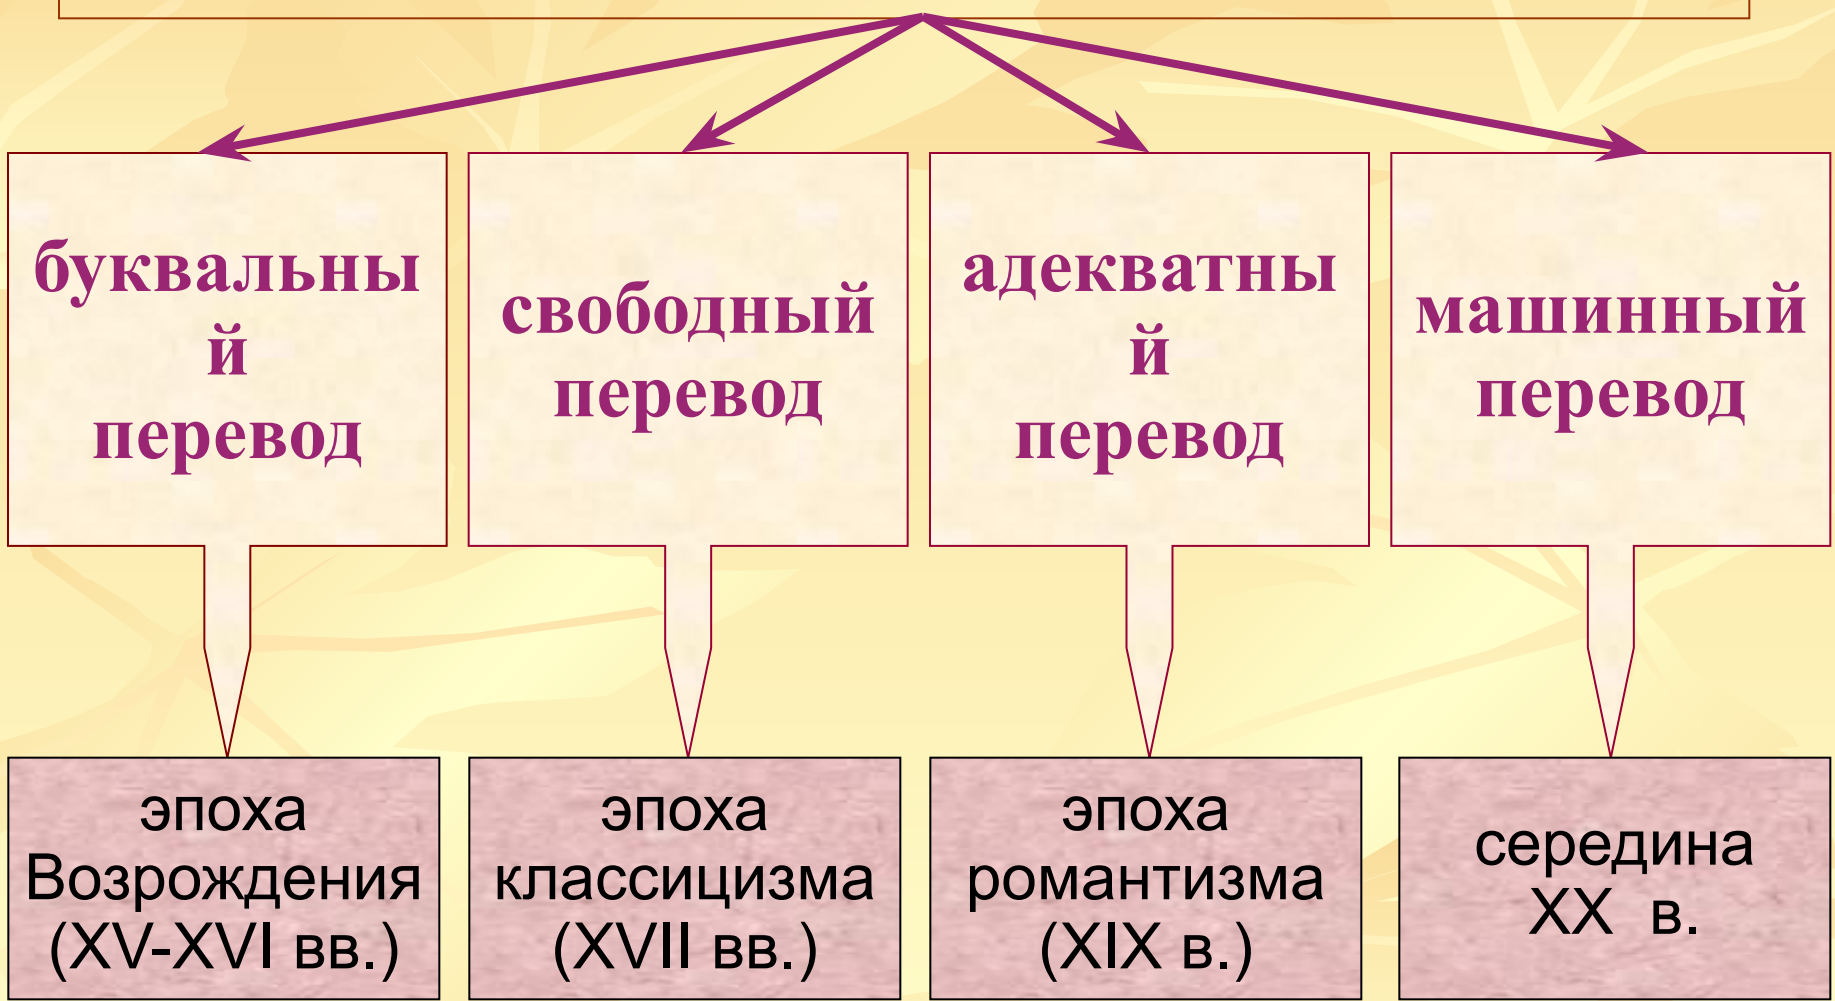 буквальны
й
перевод
свободный
перевод
адекватны
й
перевод
машинный
перевод
эпоха
Возрождения
(XV-XVI вв.)
эпоха
классицизма
(XVII вв.)
эпоха
романтизма
(XIX в.)
середина
XX в.